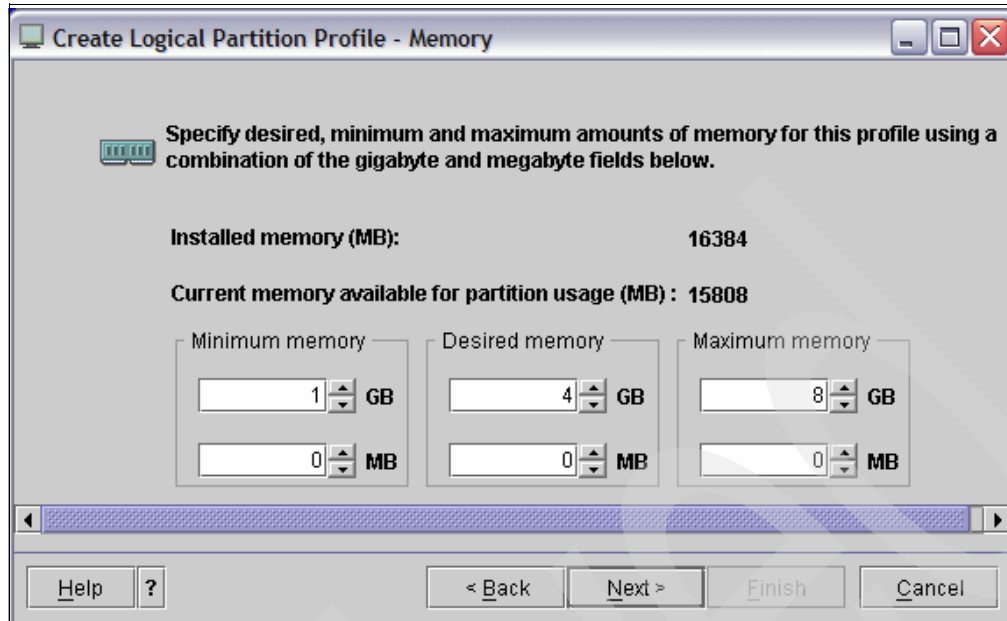 Create Logical Partition Profile - Memory
Specify desired, minimum and maximum amounts of memory for this profile using a
combination of the gigabyte and megabyte fields below.
Installed memory (MB): 16384
Current memory available for partition usage (MB) : 15808
Minimum memory Desired memory Maximum memory
1 GB 4 GB 8 GB
0 MB 0 MB 0 MB
Help ? < Back Next > Finish Cancel